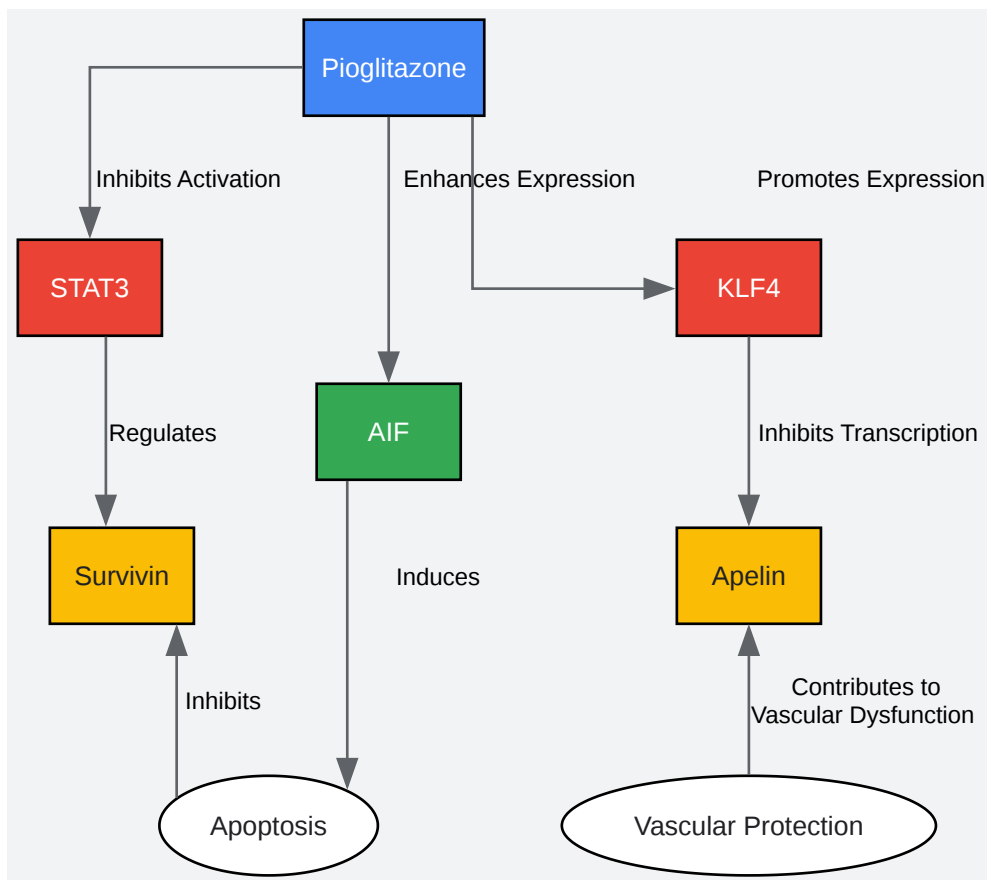 Pioglitazone
Inhibits Activation
Enhances Expression
Promotes Expression
STAT3
KLF4
Regulates
AIF
Inhibits Transcription
Survivin
Induces
Apelin
Inhibits
Contributes to
Vascular Dysfunction
Apoptosis
Vascular Protection